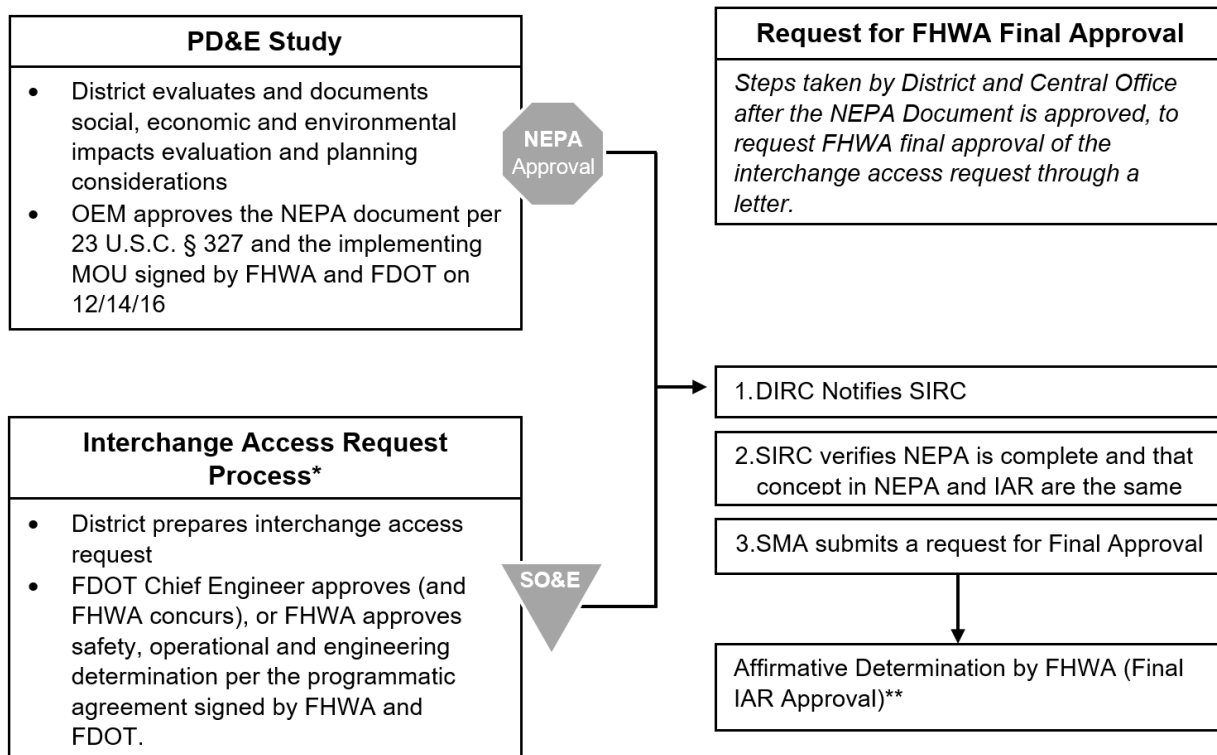 PD&E Study
• District evaluates and documents
social, economic and environmental
impacts evaluation and planning
considerations
• OEM approves the NEPA document per
23 U.S.C. § 327 and the implementing
MOU signed by FHWA and FDOT on
12/14/16
NEPA
Approval
Interchange Access Request
Process*
• District prepares interchange access
request
• FDOT Chief Engineer approves (and
FHWA concurs), or FHWA approves
safety, operational and engineering
determination per the programmatic
agreement signed by FHWA and
FDOT.
SO&E
Request for FHWA Final Approval
Steps taken by District and Central Office
after the NEPA Document is approved, to
request FHWA final approval of the
interchange access request through a
letter.
1.DIRC Notifies SIRC
2.SIRC verifies NEPA is complete and that
concept in NEPA and IAR are the same
3.SMA submits a request for Final Approval
Affirmative Determination by FHWA (Final
IAR Approval)**